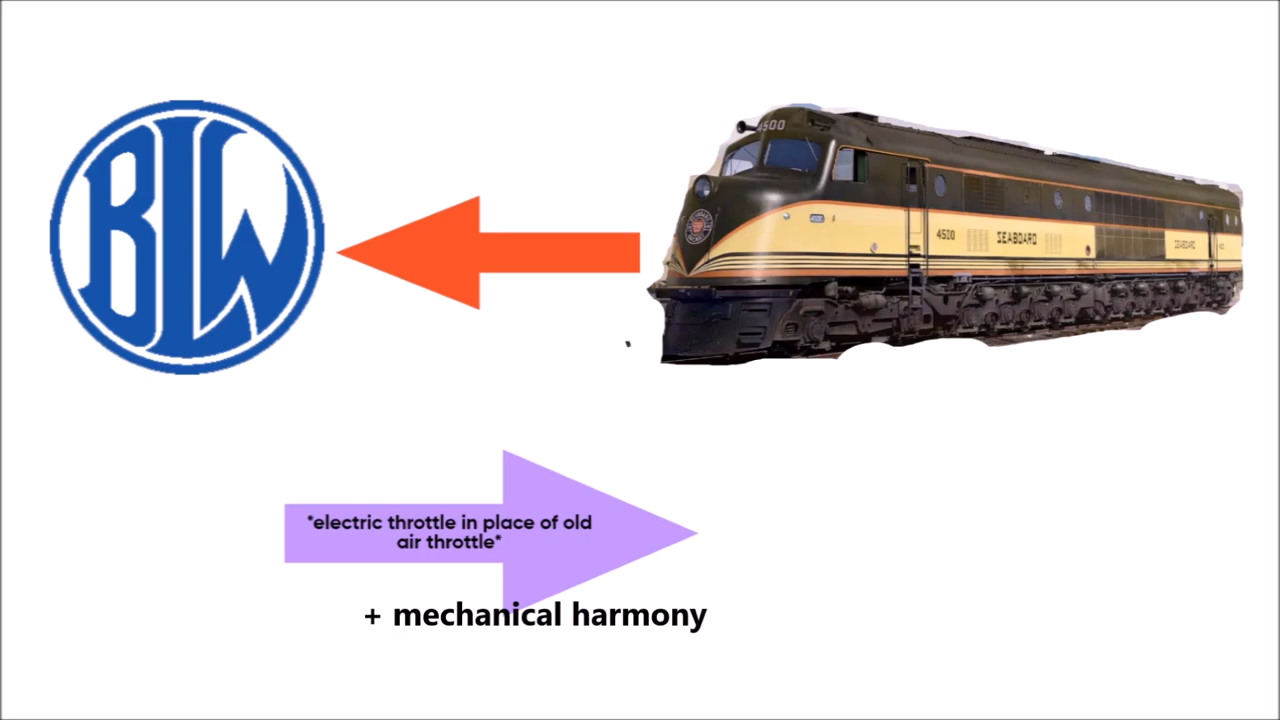 BLW
4500
4500 SEABOARD SEABOARD
*electric throttle in place of old
air throttle*
+ mechanical harmony